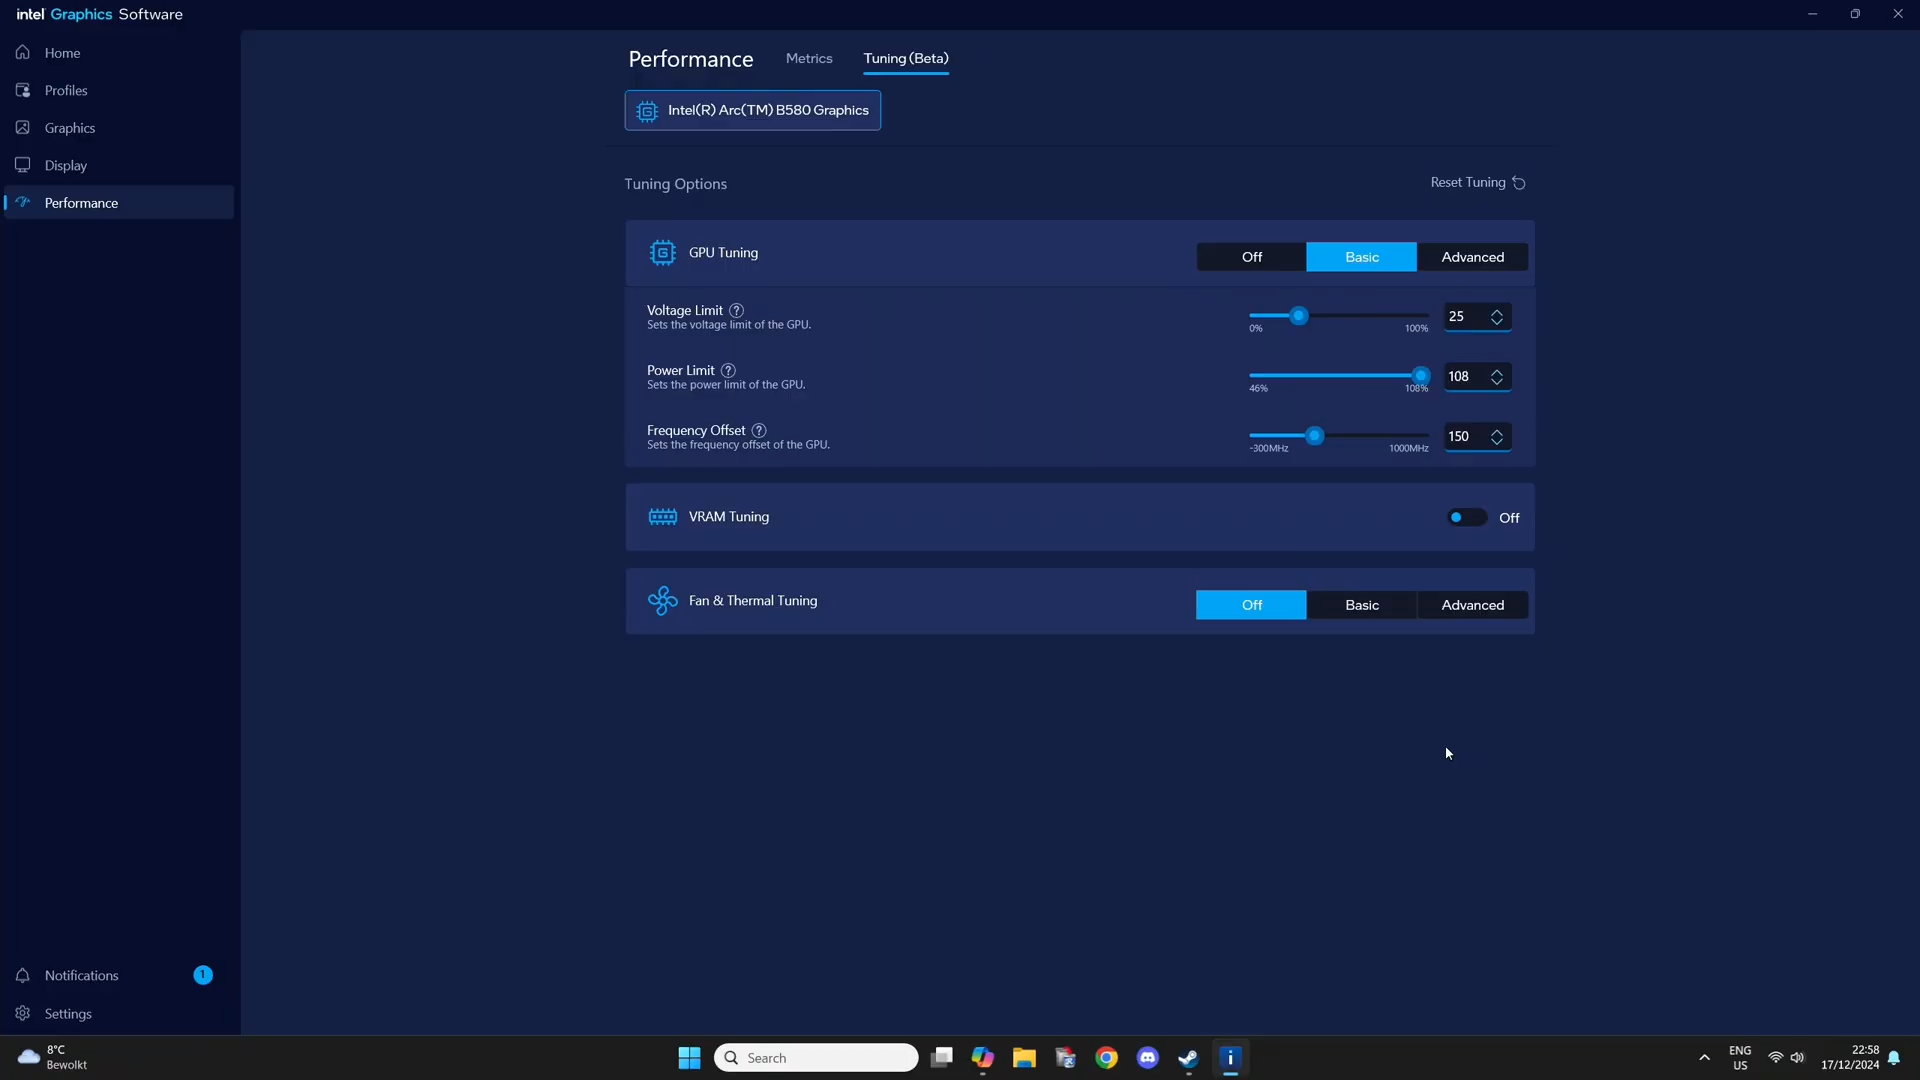 intel Graphics Software
Home
Profiles
Graphics
Display
Performance
Performance
Metrics
Tuning (Beta)
Intel(R) Arc(TM) B580 Graphics
Tuning Options
Reset Tuning
GPU Tuning
Off
Basic
Advanced
Voltage Limit ?
Sets the voltage limit of the GPU.
0%
100%
25
Power Limit ?
Sets the power limit of the GPU.
46%
108%
108
Frequency Offset ?
Sets the frequency offset of the GPU.
-300MHz
1000MHz
150
VRAM Tuning
Off
Fan & Thermal Tuning
Off
Basic
Advanced
Notifications
1
Settings
8°C
Bewolkt
Search
ENG
US
22:58
17/12/2024